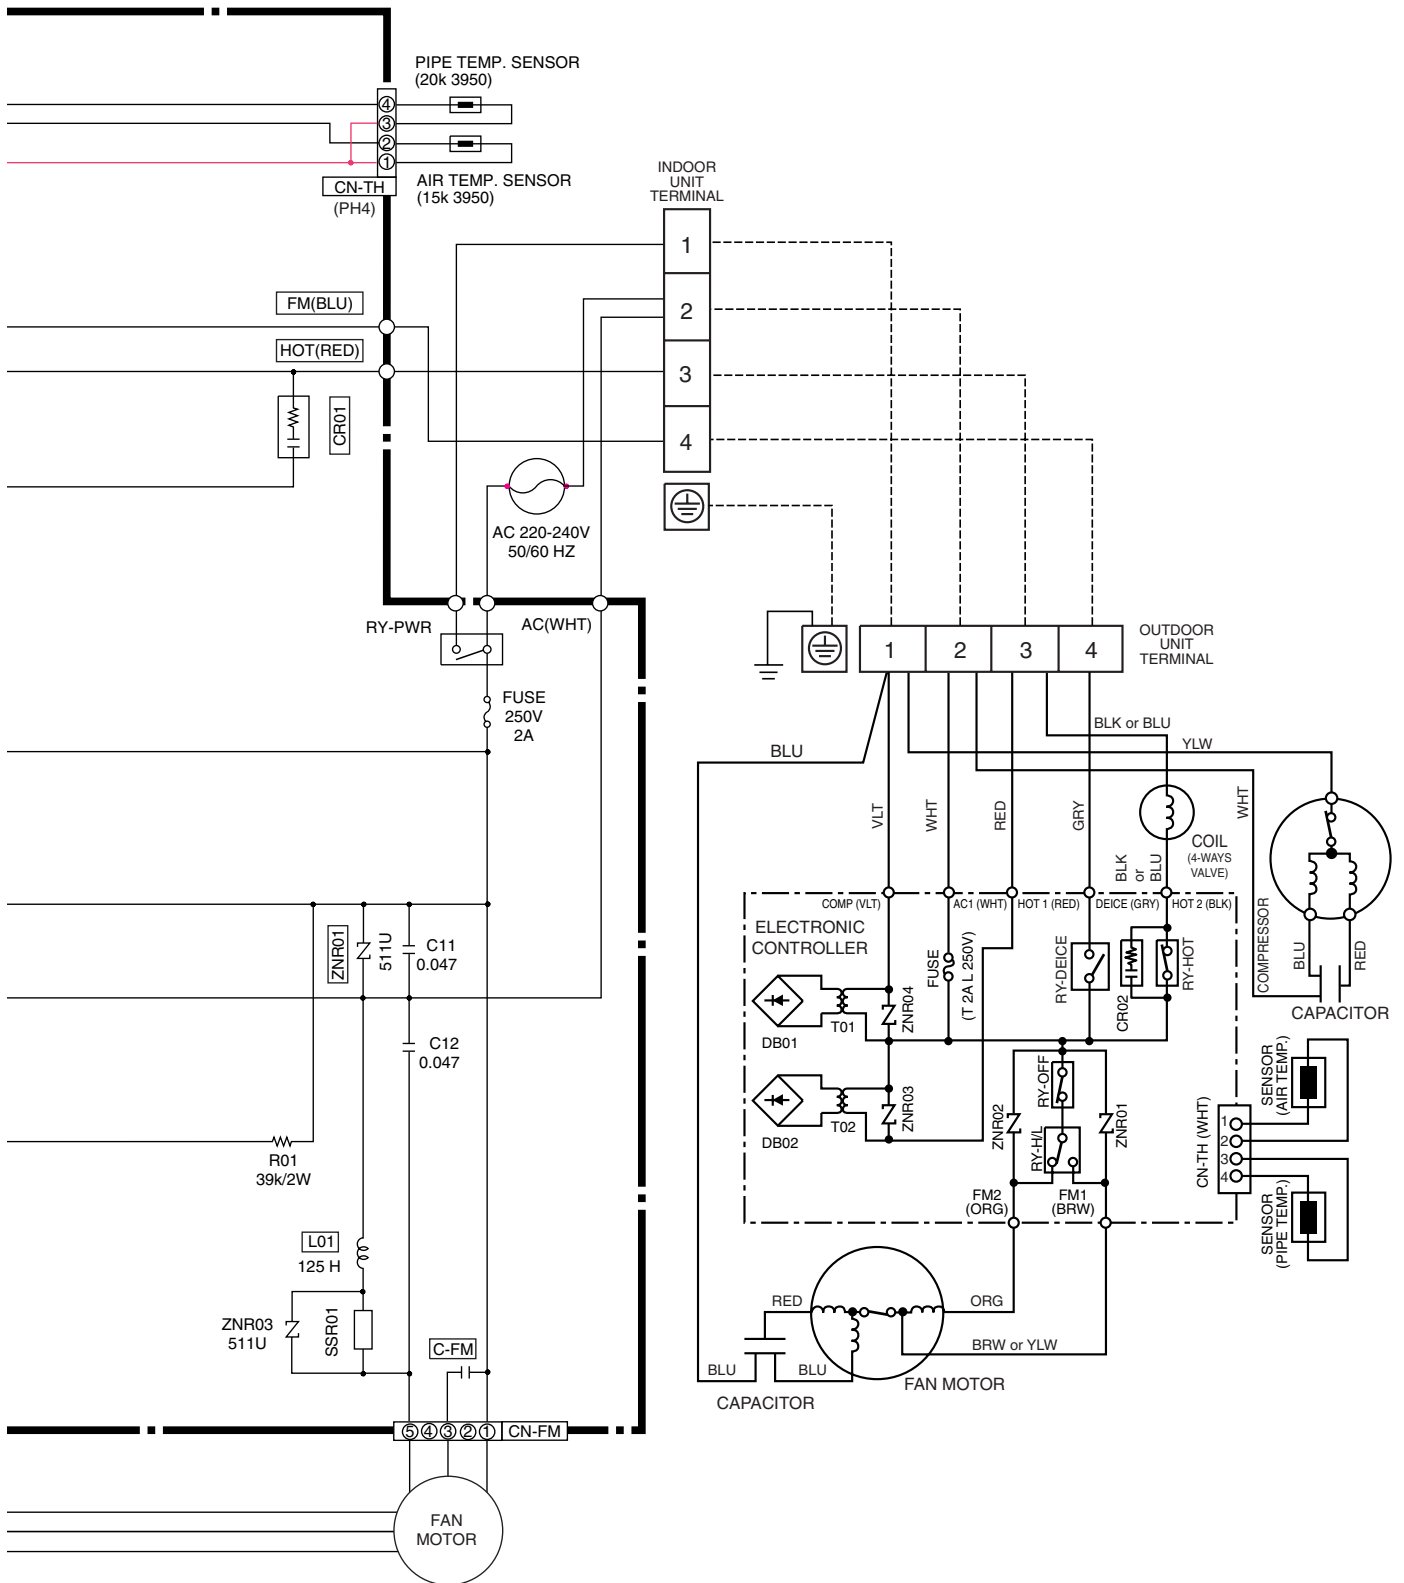 PIPE TEMP. SENSOR
(20k 3950)
4
3
2
1
CN-TH
(PH4)
AIR TEMP. SENSOR
(15k 3950)
INDOOR
UNIT
TERMINAL
1
2
3
4
FM(BLU)
HOT(RED)
CR01
AC 220-240V
50/60 HZ
RY-PWR
AC(WHT)
FUSE
250V
2A
1
2
3
4
OUTDOOR
UNIT
TERMINAL
BLK or BLU
YLW
BLU
VLT
WHT
RED
GRY
BLK
or
BLU
COIL
(4-WAYS
VALVE)
WHT
COMPRESSOR
BLU
RED
CAPACITOR
COMP (VLT)
AC1 (WHT)
HOT 1 (RED)
DEICE (GRY)
HOT 2 (BLK)
ELECTRONIC
CONTROLLER
FUSE
(T 2A L 250V)
RY-DEICE
CR02
RY-HOT
ZNR04
T01
DB01
ZNR03
T02
DB02
ZNR02
RY-OFF
RY-H/L
ZNR01
FM2
(ORG)
FM1
(BRW)
CN-TH (WHT)
1
2
3
4
SENSOR
(AIR TEMP.)
SENSOR
(PIPE TEMP.)
RED
ORG
BRW or YLW
BLU
BLU
FAN MOTOR
CAPACITOR
ZNR01
511U
C11
0.047
C12
0.047
R01
39k/2W
L01
125 H
ZNR03
511U
SSR01
C-FM
5
4
3
2
1
CN-FM
FAN
MOTOR